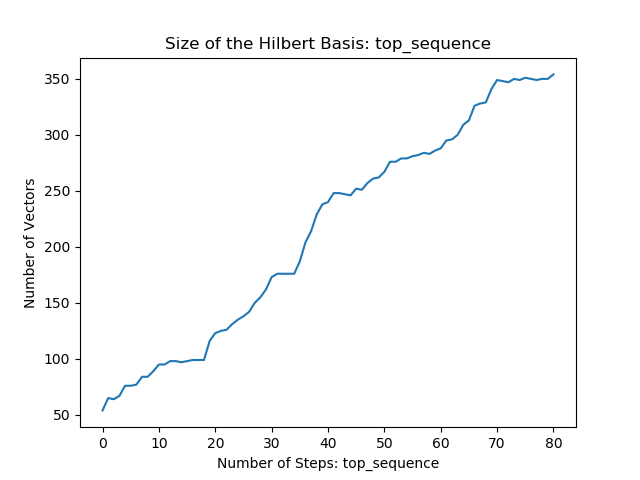 Size of the Hilbert Basis: top_sequence
350
300
250
200
150
100
50
Number of Vectors
0 10 20 30 40 50 60 70 80
Number of Steps: top_sequence